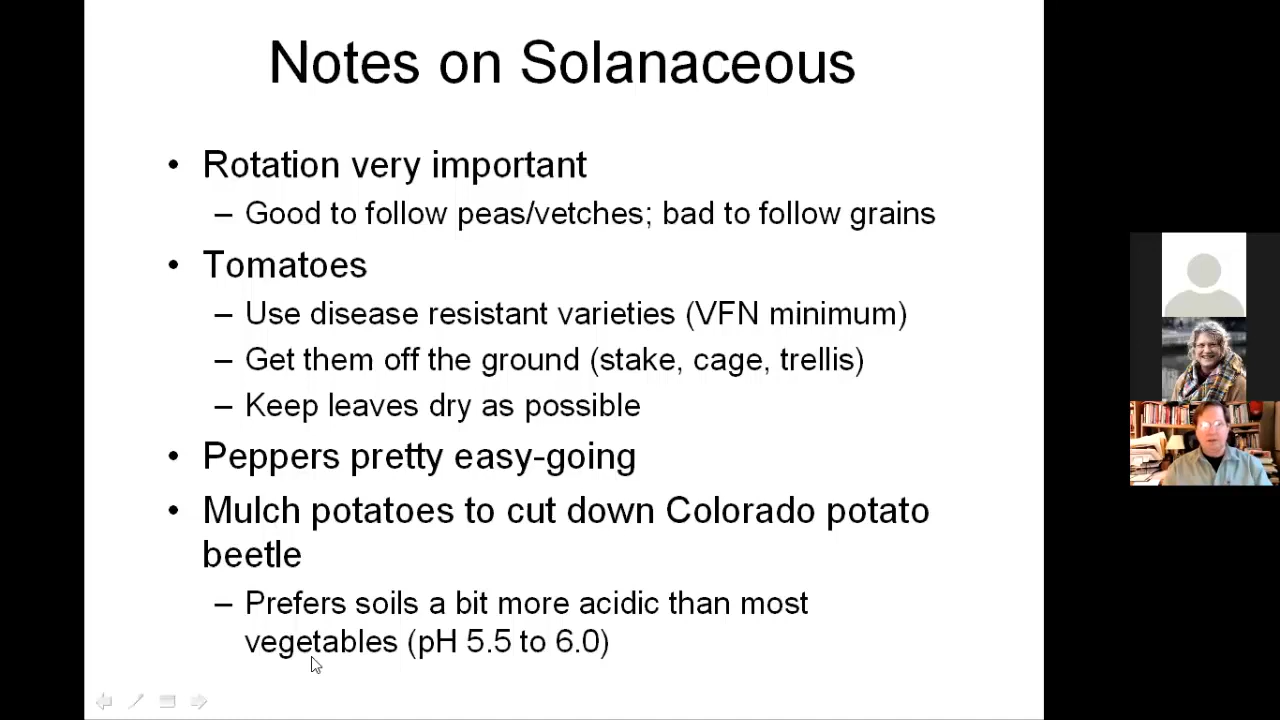 Notes on Solanaceous
• Rotation very important
– Good to follow peas/vetches; bad to follow grains
• Tomatoes
– Use disease resistant varieties (VFN minimum)
– Get them off the ground (stake, cage, trellis)
– Keep leaves dry as possible
• Peppers pretty easy-going
• Mulch potatoes to cut down Colorado potato
beetle
– Prefers soils a bit more acidic than most
vegetables (pH 5.5 to 6.0)